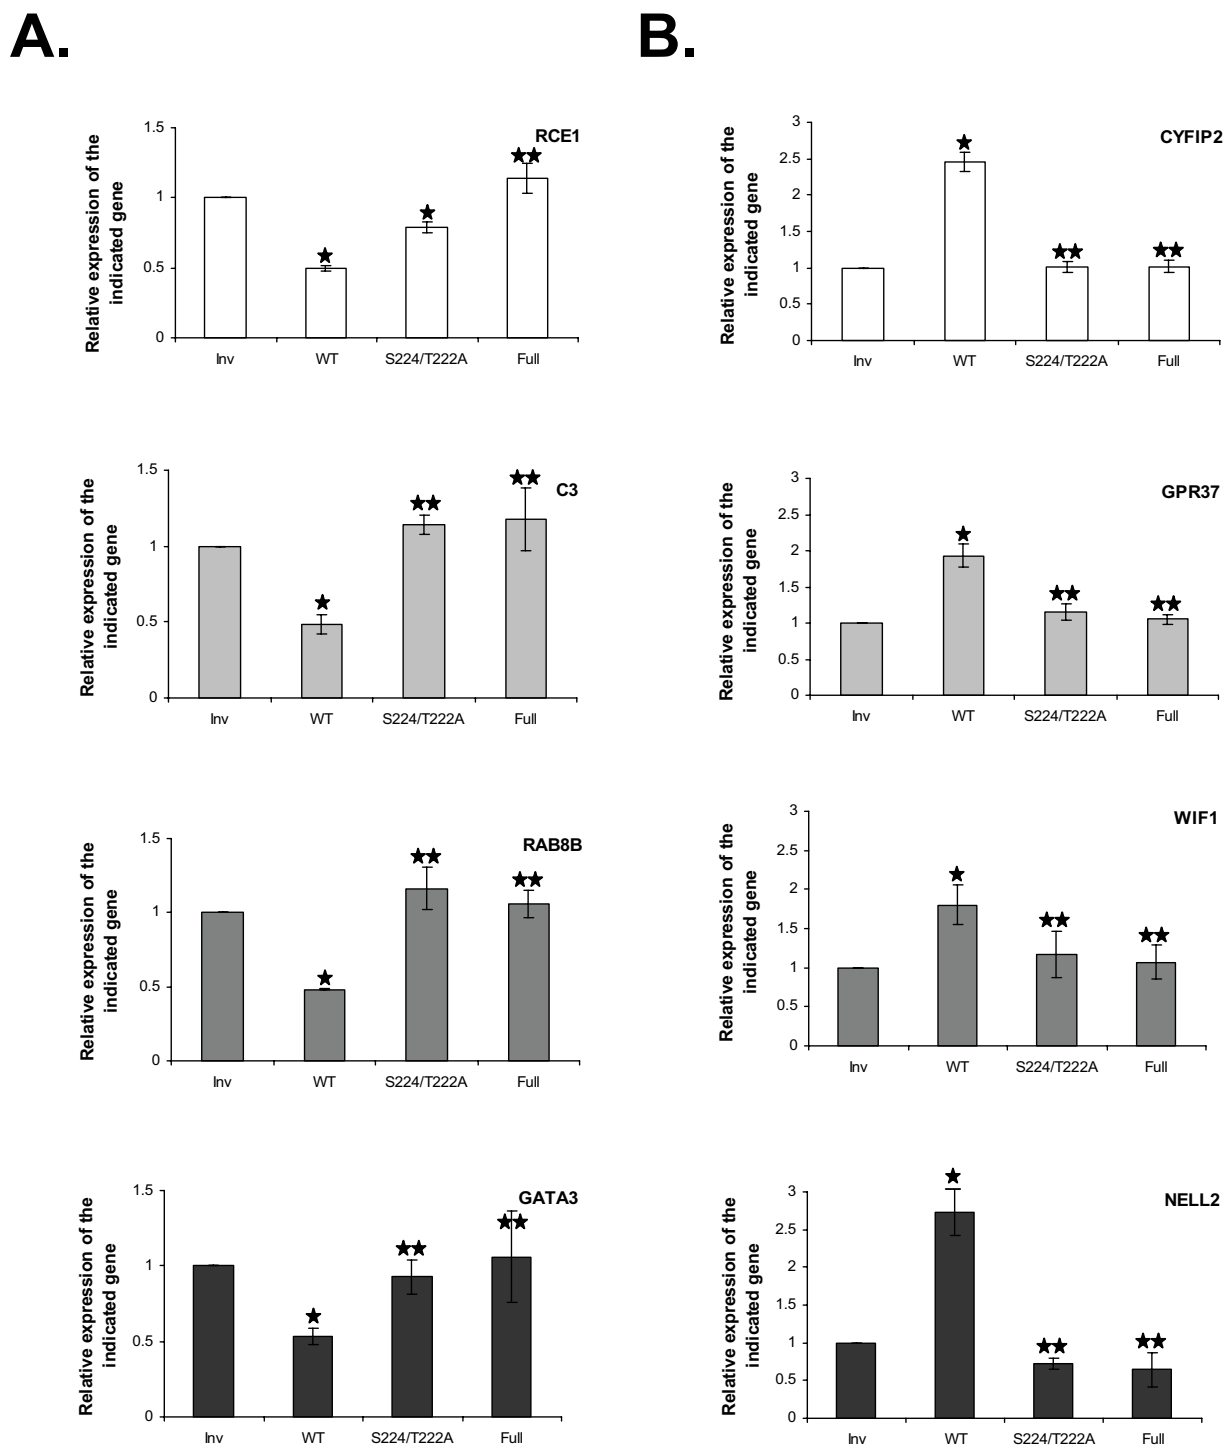 A.
B.
RCE1
Relative expression of the
indicated gene
1.5
1
0.5
0
Inv WT S224/T222A Full
CYFIP2
Relative expression of the
indicated gene
3
2.5
2
1.5
1
0.5
0
Inv WT S224/T222A Full
C3
Relative expression of the
indicated gene
1.5
1
0.5
0
Inv WT S224/T222A Full
GPR37
Relative expression of the
indicated gene
3
2.5
2
1.5
1
0.5
0
Inv WT S224/T222A Full
RAB8B
Relative expression of the
indicated gene
1.5
1
0.5
0
Inv WT S224/T222A Full
WIF1
Relative expression of the
indicated gene
3
2.5
2
1.5
1
0.5
0
Inv WT S224/T222A Full
GATA3
Relative expression of the
indicated gene
1.5
1
0.5
0
Inv WT S224/T222A Full
NELL2
Relative expression of the
indicated gene
3
2.5
2
1.5
1
0.5
0
Inv WT S224/T222A Full